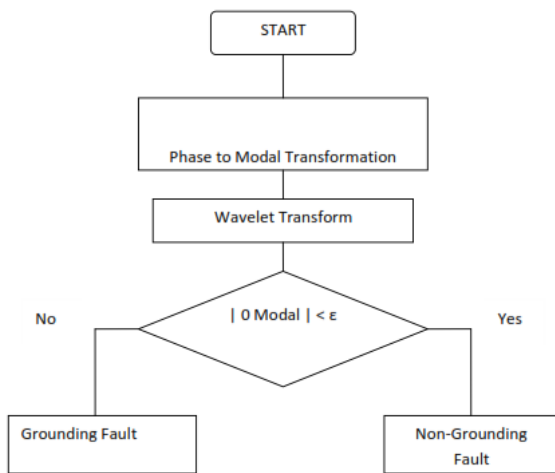 START
Phase to Modal Transformation
Wavelet Transform
| 0 Modal | < ε
No
Yes
Grounding Fault
Non-Grounding
Fault